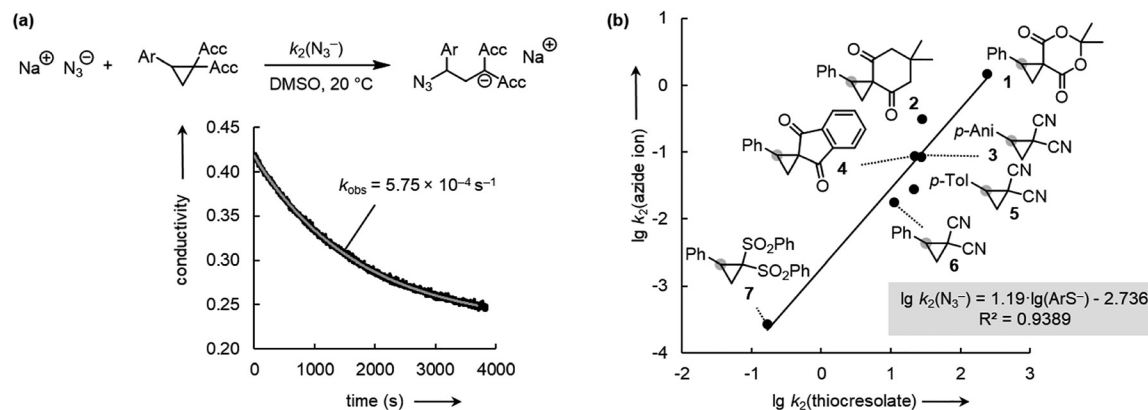 (a)
Na⊕ N₃⊖ +
Ar
Acc
Acc
k₂(N₃⁻)
DMSO, 20 °C
Ar
Acc
N₃
⊖
Acc
Na⊕
conductivity
0.45
0.40
0.35
0.30
0.25
0.20
k_obs = 5.75 × 10⁻⁴ s⁻¹
0 1000 2000 3000 4000
time (s)
(b)
lg k₂(azide ion)
1
0
-1
-2
-3
-4
-2 -1 0 1 2 3
lg k₂(thiocresolate)
O
Ph
O
2
O
Ph
O
4
O
O
Ph
O
O
1
p-Ani
CN
CN
3
p-Tol
CN
CN
5
Ph
CN
CN
6
Ph
SO₂Ph
SO₂Ph
7
lg k₂(N₃⁻) = 1.19·lg(ArS⁻) - 2.736
R² = 0.9389